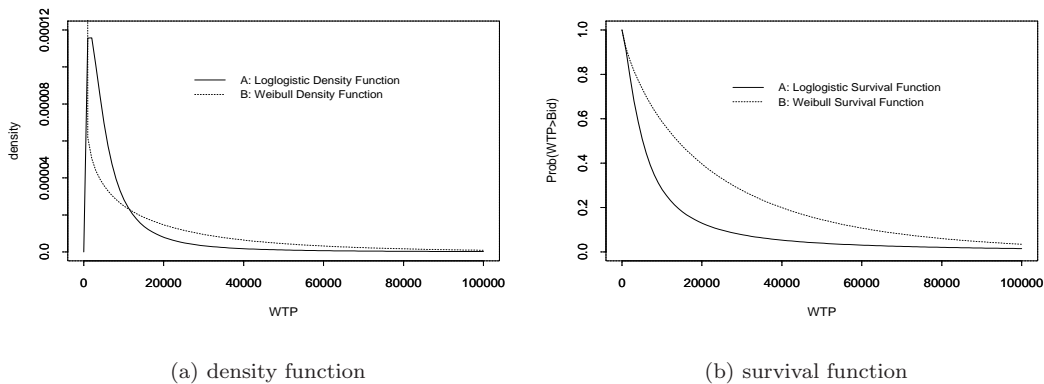 0.00012
0.00008
0.00004
0.0
density
A: Loglogistic Density Function
B: Weibull Density Function
0 20000 40000 60000 80000 100000
WTP
(a) density function
1.0
0.8
0.6
0.4
0.2
0.0
Prob(WTP>Bid)
A: Loglogistic Survival Function
B: Weibull Survival Function
0 20000 40000 60000 80000 100000
WTP
(b) survival function